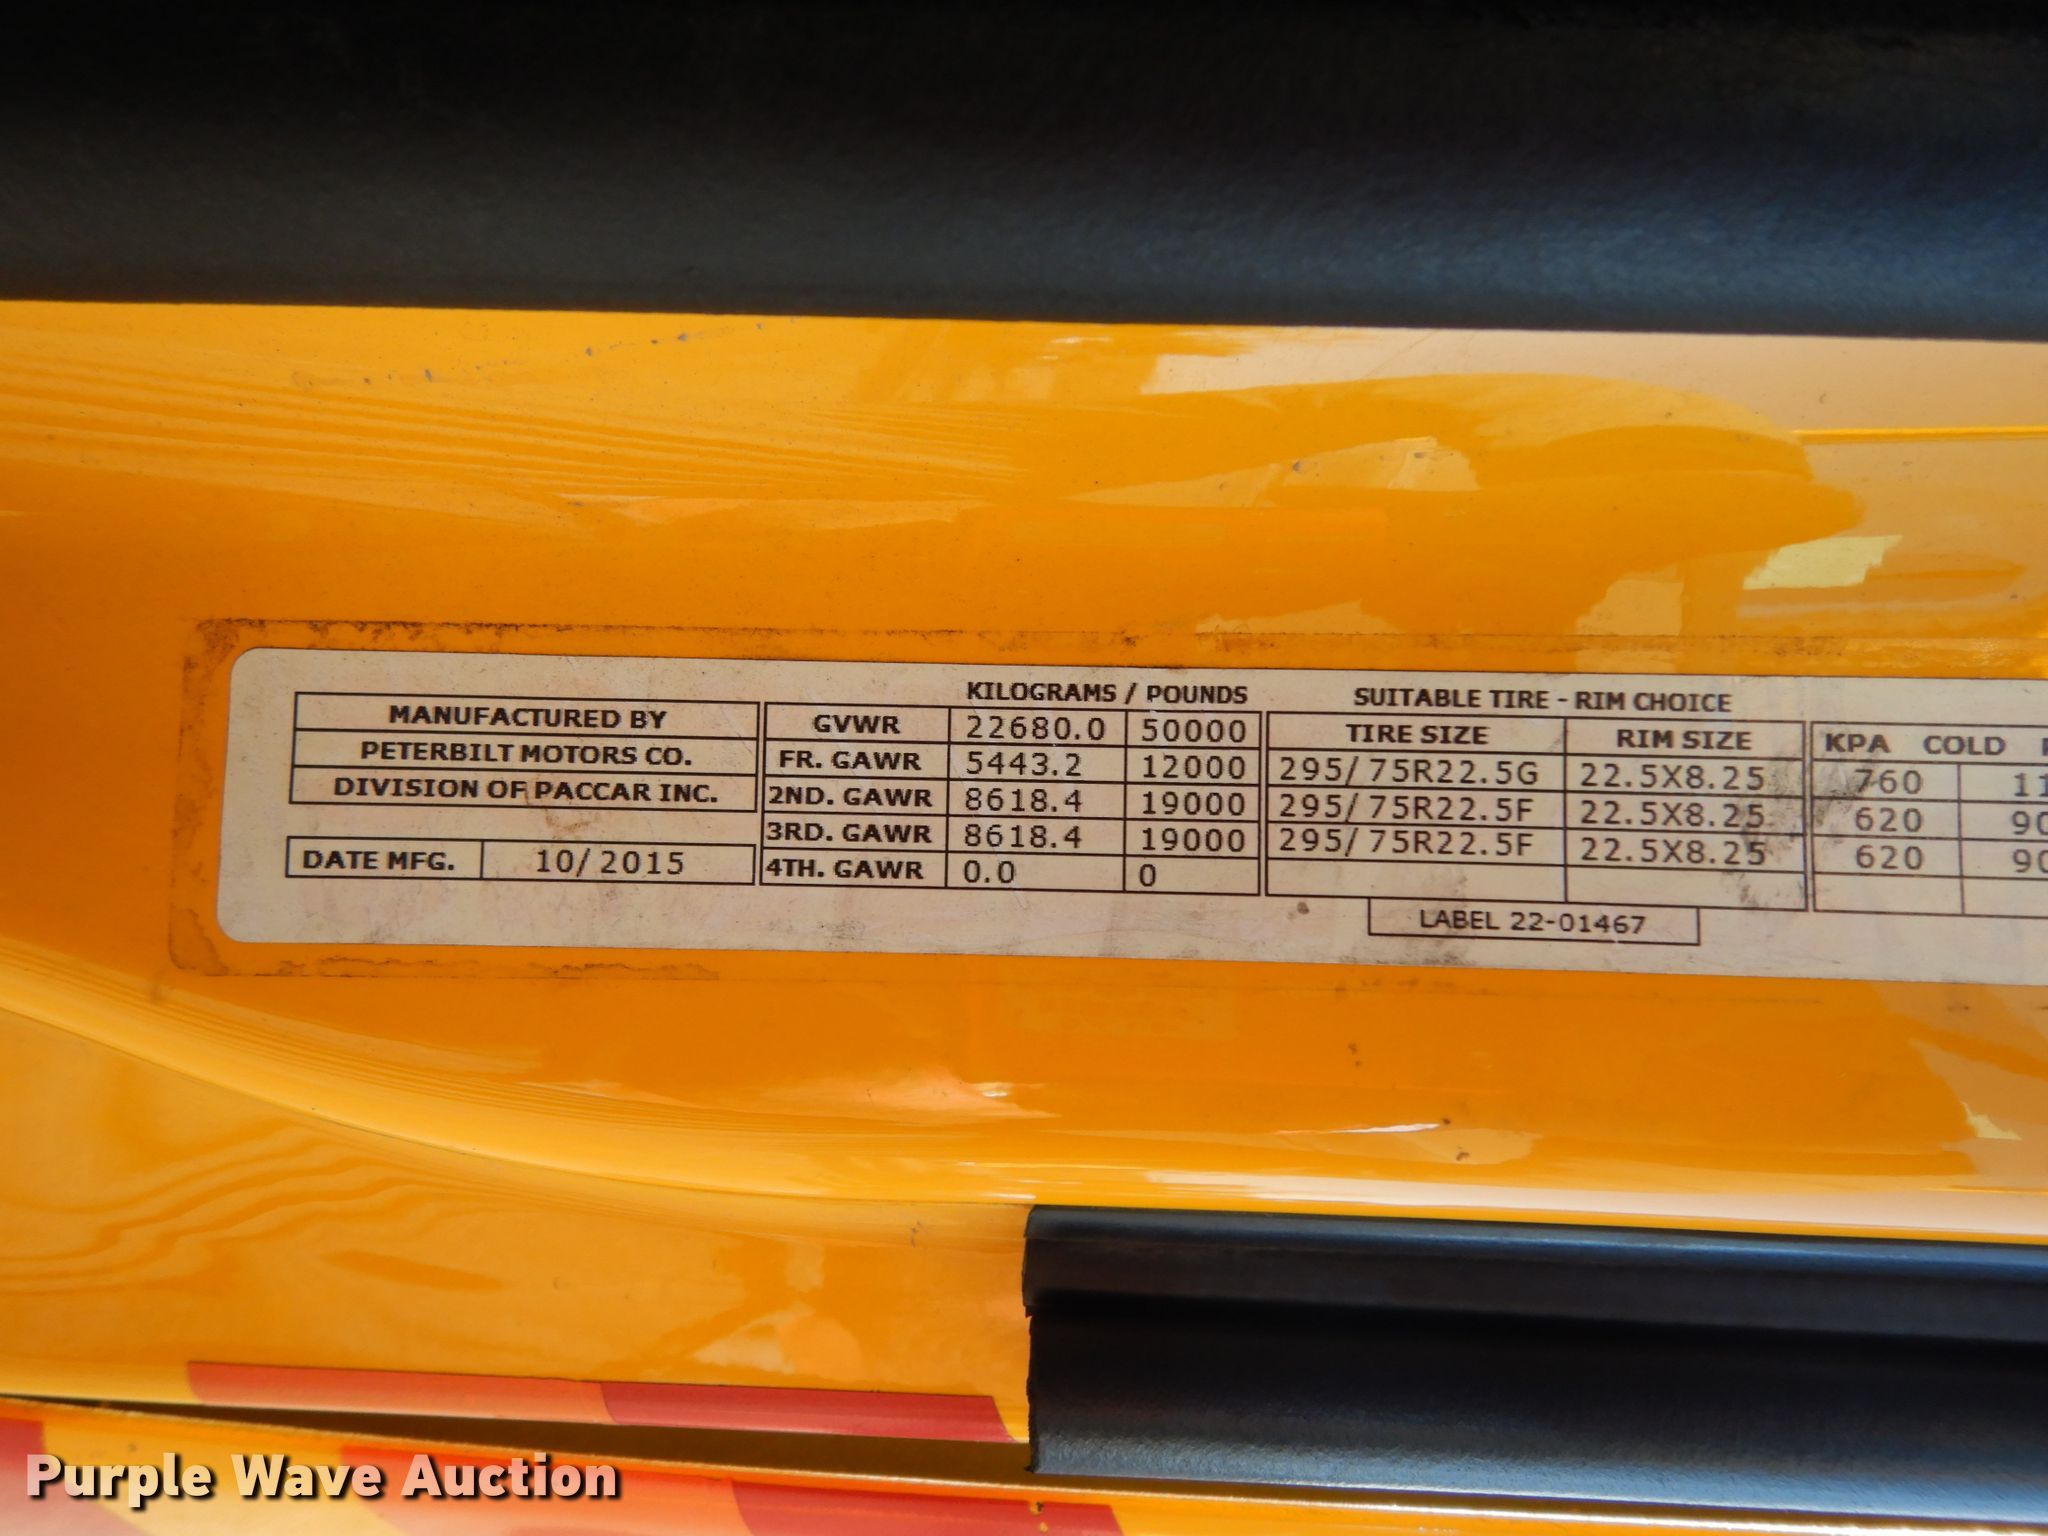 KILOGRAMS / POUNDS SUITABLE TIRE - RIM CHOICE
MANUFACTURED BY
PETERBILT MOTORS CO.
DIVISION OF PACCAR INC.
DATE MFG. 10/2015
GVWR 22680.0 50000 TIRE SIZE RIM SIZE KPA COLD
FR. GAWR 5443.2 12000 295/75R22.5G 22.5X8.25 760 11
2ND. GAWR 8618.4 19000 295/75R22.5F 22.5X8.25 620 90
3RD. GAWR 8618.4 19000 295/75R22.5F 22.5X8.25 620 90
4TH. GAWR 0.0 0
LABEL 22-01467
Purple Wave Auction